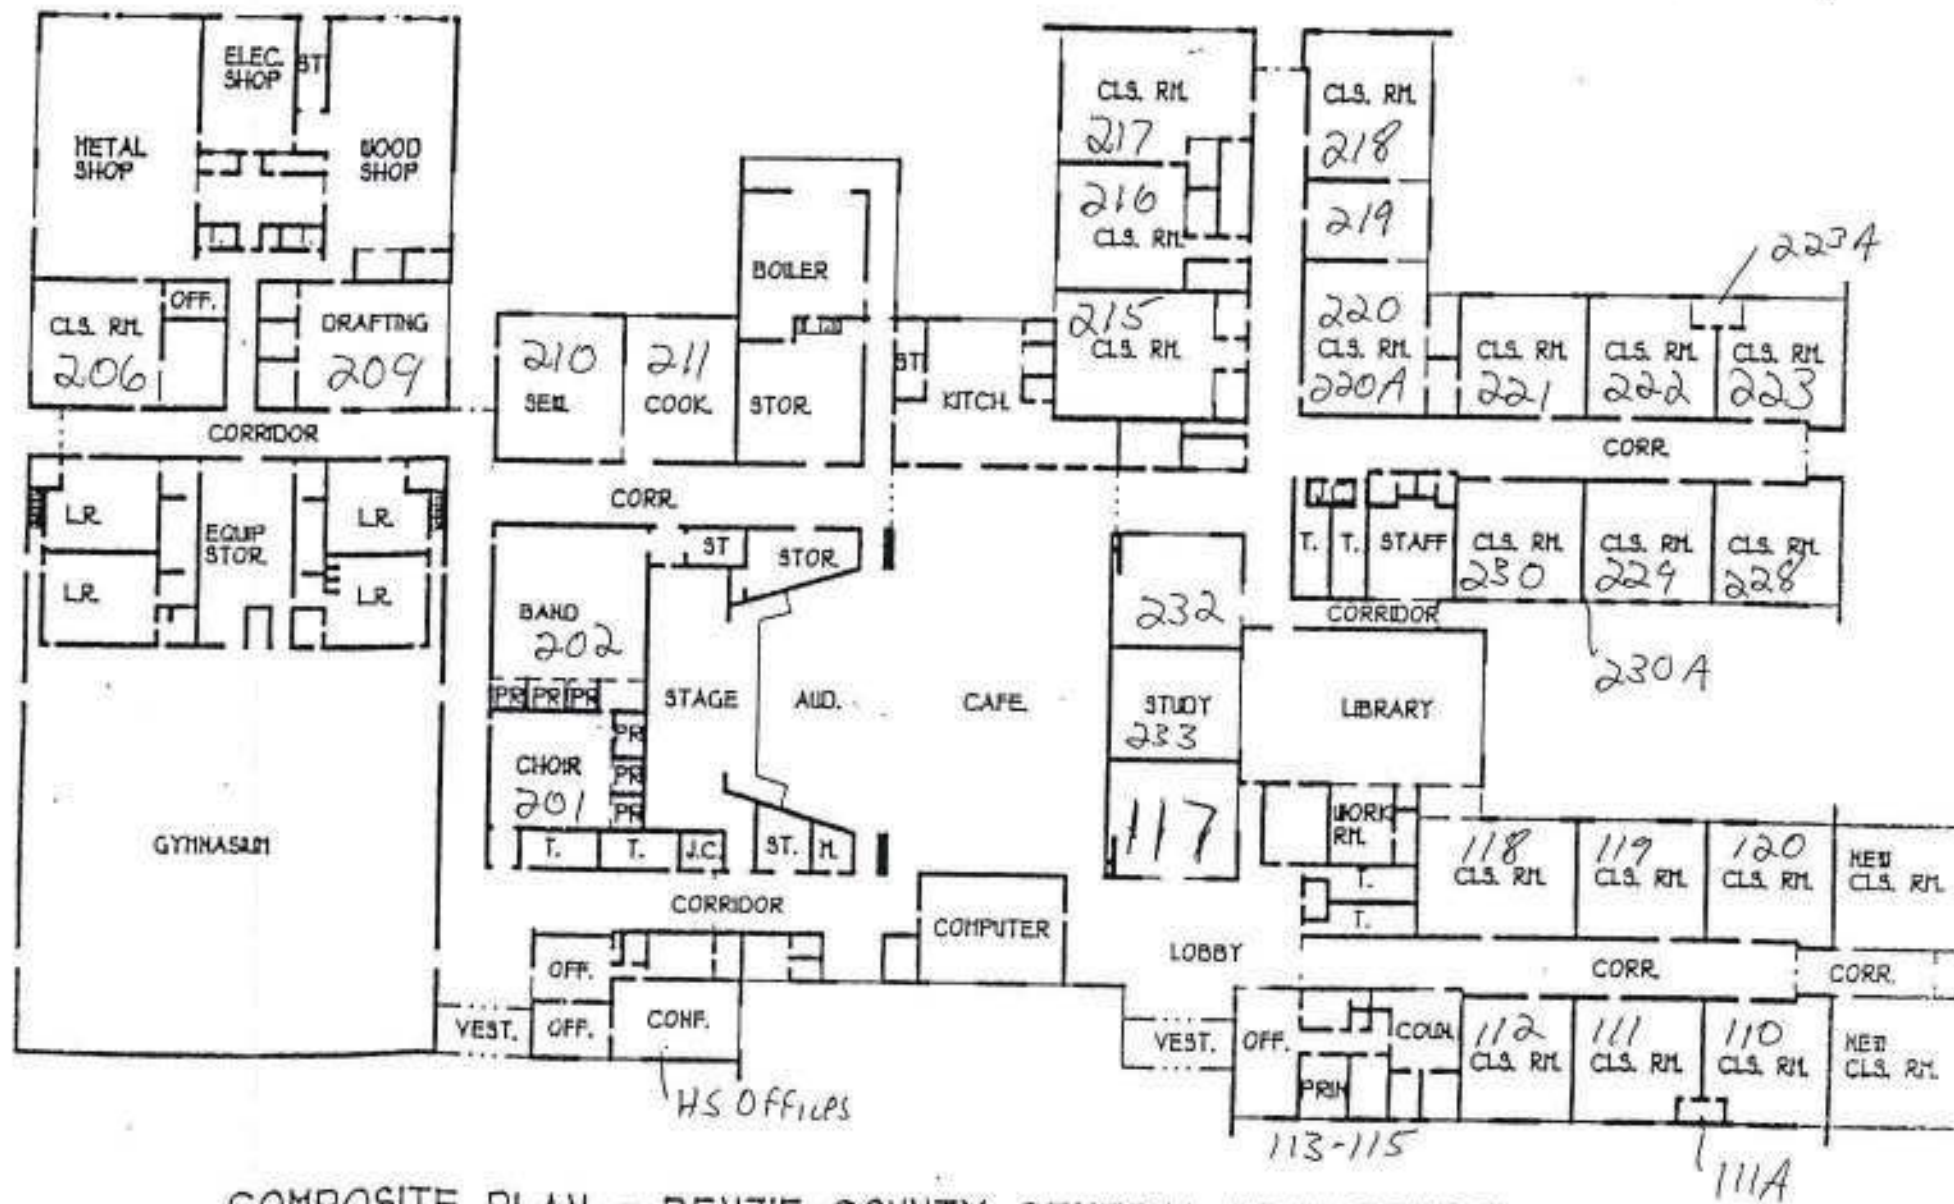 ELEC.
SHOP
ST
METAL
SHOP
WOOD
SHOP
T.
T.
OFF.
CLS. RM.
206
DRAFTING
209
CORRIDOR
L.R.
EQUIP
STOR.
L.R.
L.R.
L.R.
GYMNASIUM
BOILER
210
SEW.
211
COOK
STOR.
ST
KITCH.
CORR.
ST
STOR.
BAND
202
PR
PR
PR
STAGE
AUD.
CAFE.
CHOIR
201
PR
PR
PR
T.
T.
J.C.
ST.
M.
CORRIDOR
COMPUTER
OFF.
OFF.
CONF.
VEST.
HS OFFICES
CLS. RM.
217
216
CLS. RM.
215
CLS. RM.
CLS. RM.
218
219
220
CLS. RM.
220A
223A
CLS. RM.
221
CLS. RM.
222
CLS. RM.
223
CORR.
T.
T.
STAFF
CLS. RM.
230
CLS. RM.
229
CLS. RM.
228
CORRIDOR
230A
232
STUDY
233
LIBRARY
117
WORK
RM.
T.
T.
118
CLS. RM.
119
CLS. RM.
120
CLS. RM.
NEW
CLS. RM.
LOBBY
CORR.
CORR.
VEST.
OFF.
PRIN
COUN.
112
CLS. RM.
111
CLS. RM.
110
CLS. RM.
NEW
CLS. RM.
113-115
111A
COMPOSITE PLAN - BENZIE COUNTY CENTRAL